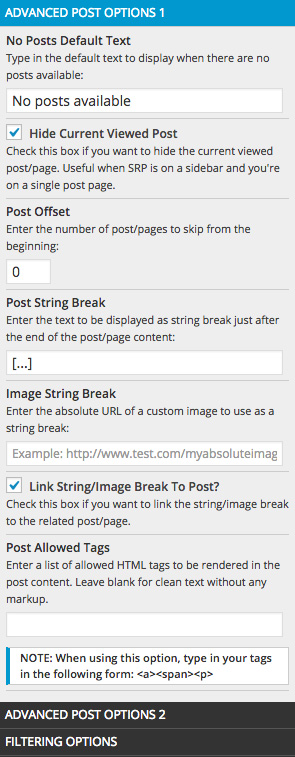 ADVANCED POST OPTIONS 1
No Posts Default Text
Type in the default text to display when there are no
posts available:
No posts available
Hide Current Viewed Post
Check this box if you want to hide the current viewed
post/page. Useful when SRP is on a sidebar and you're
on a single post page.
Post Offset
Enter the number of post/pages to skip from the
beginning:
0
Post String Break
Enter the text to be displayed as string break just after
the end of the post/page content:
[...]
Image String Break
Enter the absolute URL of a custom image to use as a
string break:
Example: http://www.test.com/myabsoluteimag
Link String/Image Break To Post?
Check this box if you want to link the string/image break
to the related post/page.
Post Allowed Tags
Enter a list of allowed HTML tags to be rendered in the
post content. Leave blank for clean text without any
markup.
NOTE: When using this option, type in your tags
in the following form: <a><span><p>
ADVANCED POST OPTIONS 2
FILTERING OPTIONS